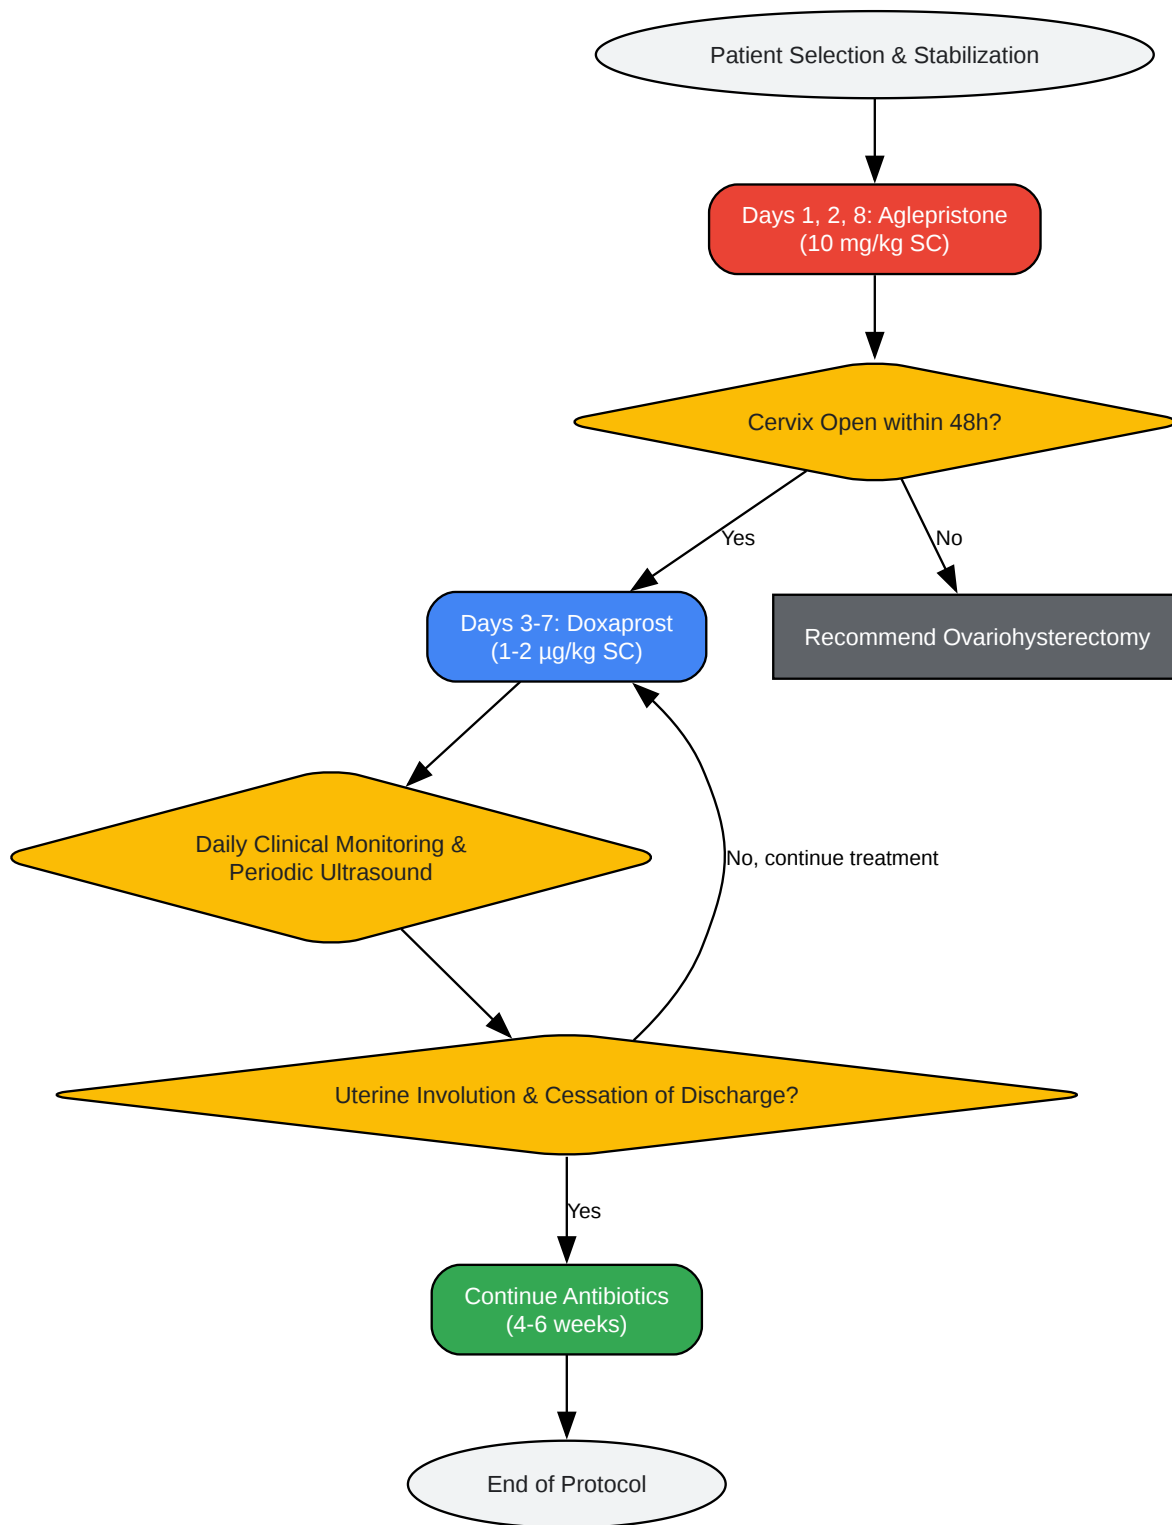 Patient Selection & Stabilization
Days 1, 2, 8: Aglepristone
(10 mg/kg SC)
Cervix Open within 48h?
Yes
No
Days 3-7: Doxaprost
(1-2 µg/kg SC)
Recommend Ovariohysterectomy
Daily Clinical Monitoring &
Periodic Ultrasound
No, continue treatment
Uterine Involution & Cessation of Discharge?
Yes
Continue Antibiotics
(4-6 weeks)
End of Protocol